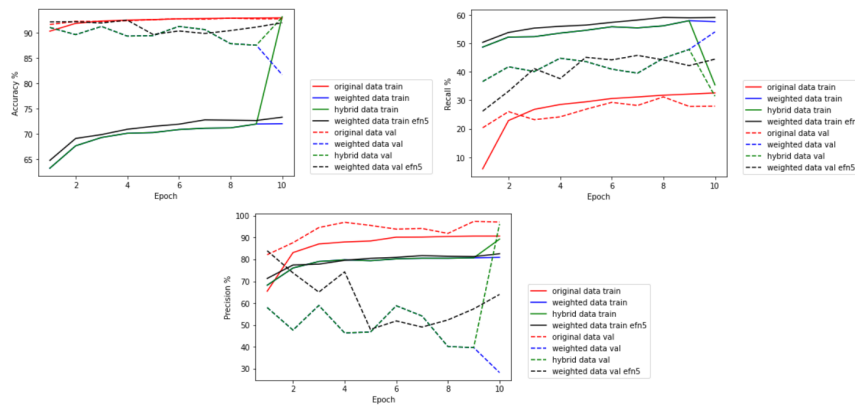 Accuracy %
90
85
80
75
70
65
2
4
6
8
10
Epoch
original data train
weighted data train
hybrid data train
weighted data train efn5
original data val
weighted data val
hybrid data val
weighted data val efn5
Recall %
60
50
40
30
20
10
2
4
6
8
10
Epoch
original data train
weighted data train
hybrid data train
weighted data train efn
original data val
weighted data val
hybrid data val
weighted data val efn5
Precision %
100
90
80
70
60
50
40
30
2
4
6
8
10
Epoch
original data train
weighted data train
hybrid data train
weighted data train efn5
original data val
weighted data val
hybrid data val
weighted data val efn5